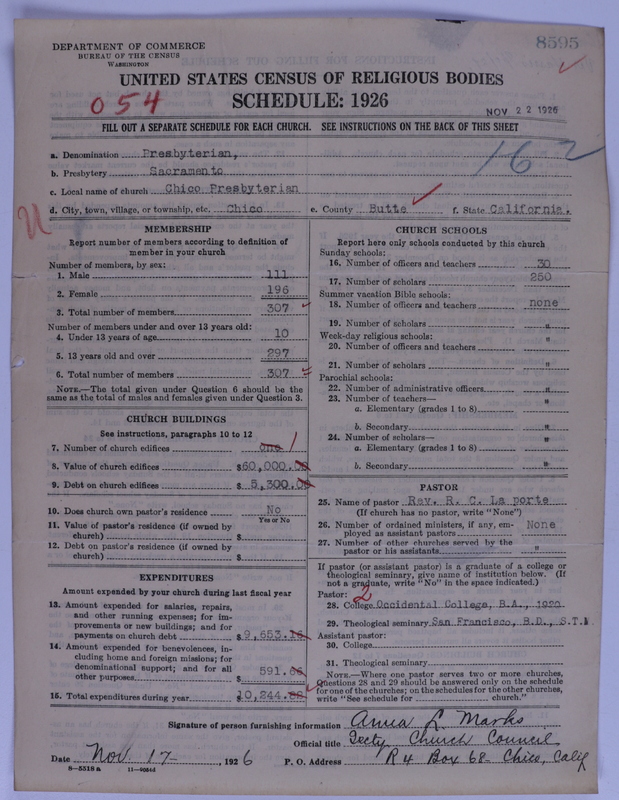 DEPARTMENT OF COMMERCE
BUREAU OF THE CENSUS
WASHINGTON
8595
UNITED STATES CENSUS OF RELIGIOUS BODIES
SCHEDULE: 1926
054
NOV 22 1926
FILL OUT A SEPARATE SCHEDULE FOR EACH CHURCH. SEE INSTRUCTIONS ON THE BACK OF THIS SHEET
162
a. Denomination Presbyterian,
b. Presbytery Sacramento
c. Local name of church Chico Presbyterian
d. City, town, village, or township, etc. Chico e. County Butte f. State California.
U
MEMBERSHIP
Report number of members according to definition of
member in your church
Number of members, by sex:
1. Male 111
2. Female 196
3. Total number of members 307
Number of members under and over 13 years old:
4. Under 13 years of age 10
5. 13 years old and over 297
6. Total number of members 307
NOTE.—The total given under Question 6 should be the
same as the total of males and females given under Question 3.
CHURCH BUILDINGS
See instructions, paragraphs 10 to 12
7. Number of church edifices one 1
8. Value of church edifices $60,000.00
9. Debt on church edifices $ 5,300.00
10. Does church own pastor's residence No
Yes or No
11. Value of pastor's residence (if owned by
church) $
12. Debt on pastor's residence (if owned by
church) $
EXPENDITURES
Amount expended by your church during last fiscal year
13. Amount expended for salaries, repairs,
and other running expenses; for im-
provements or new buildings; and for
payments on church debt $ 9,653.
14. Amount expended for benevolences, in-
cluding home and foreign missions; for
denominational support; and for all
other purposes $ 591.
15. Total expenditures during year $10,244.
CHURCH SCHOOLS
Report here only schools conducted by this church
Sunday schools:
16. Number of officers and teachers 30
17. Number of scholars 250
Summer vacation Bible schools:
18. Number of officers and teachers none
19. Number of scholars "
Week-day religious schools:
20. Number of officers and teachers "
21. Number of scholars "
Parochial schools:
22. Number of administrative officers "
23. Number of teachers—
a. Elementary (grades 1 to 8) "
b. Secondary "
24. Number of scholars—
a. Elementary (grades 1 to 8) "
b. Secondary "
PASTOR
25. Name of pastor Rev. R. C. La porte
(If church has no pastor, write "None")
26. Number of ordained ministers, if any, em-
ployed as assistant pastors None
27. Number of other churches served by the
pastor or his assistants "
If pastor (or assistant pastor) is a graduate of a college or
theological seminary, give name of institution below. (If
not a graduate, write "No" in the space indicated.)
Pastor: 2
28. College Occidental College, B.A., 1920
29. Theological seminary San Francisco, B.D., S.T.M
Assistant pastor:
30. College
31. Theological seminary
NOTE.—Where one pastor serves two or more churches,
Questions 28 and 29 should be answered only on the schedule
for one of the churches; on the schedules for the other churches,
write "See schedule for church."
Signature of person furnishing information Anna L. Marks
Official title Secty Church Council
Date Nov. 17- , 1926 P. O. Address R 4 Box 68- Chico, Calif
8—5518 a